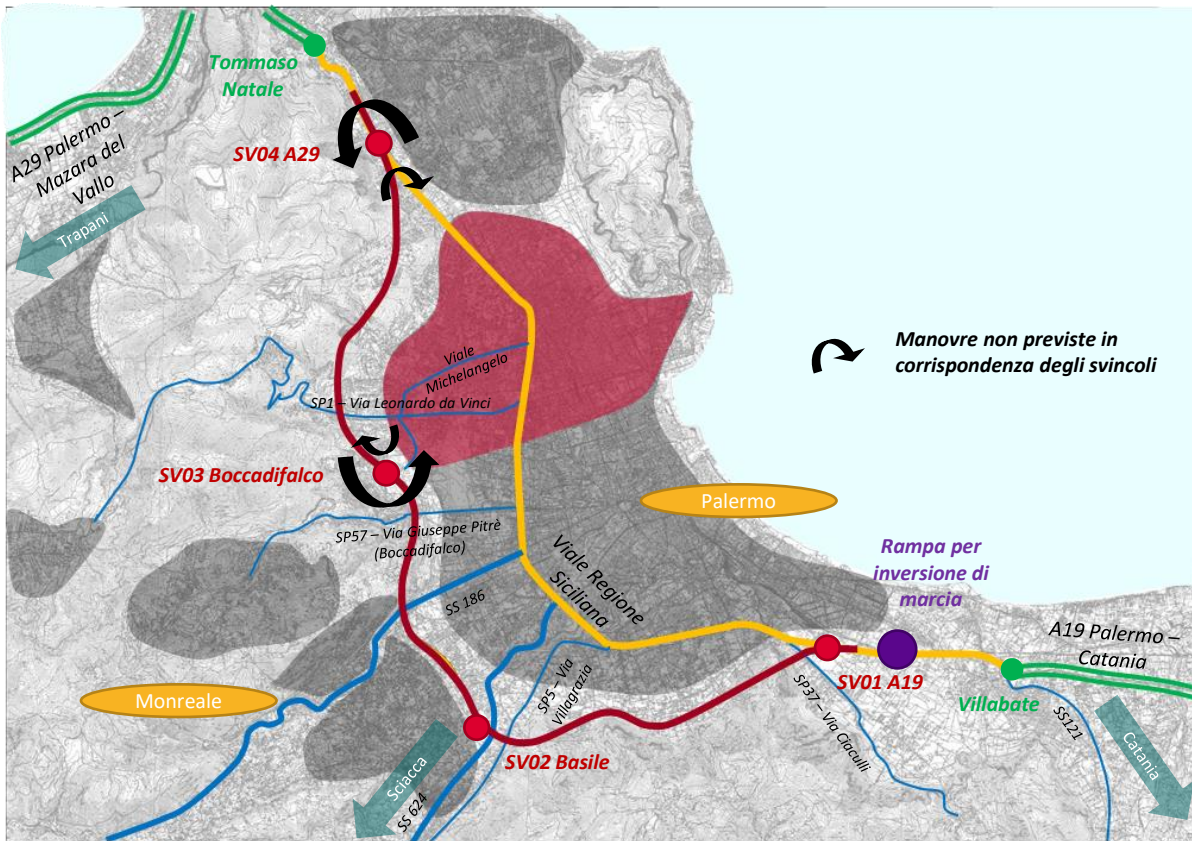 Tommaso
Natale
A29 Palermo –
Mazara del
Vallo
SV04 A29
Trapani
Manovre non previste in
corrispondenza degli svincoli
Viale
Michelangelo
SP1 – Via Leonardo da Vinci
SV03 Boccadifalco
Palermo
SP57 – Via Giuseppe Pitrè
(Boccadifalco)
Viale Regione
Siciliana
Rampa per
inversione di
marcia
SS 186
A19 Palermo –
Catania
Monreale
SP5 – Via
Villagrazia
SV01 A19
Villabate
SP37 – Via Ciaculli
SS121
Catania
Sciacca
SV02 Basile
SS 624